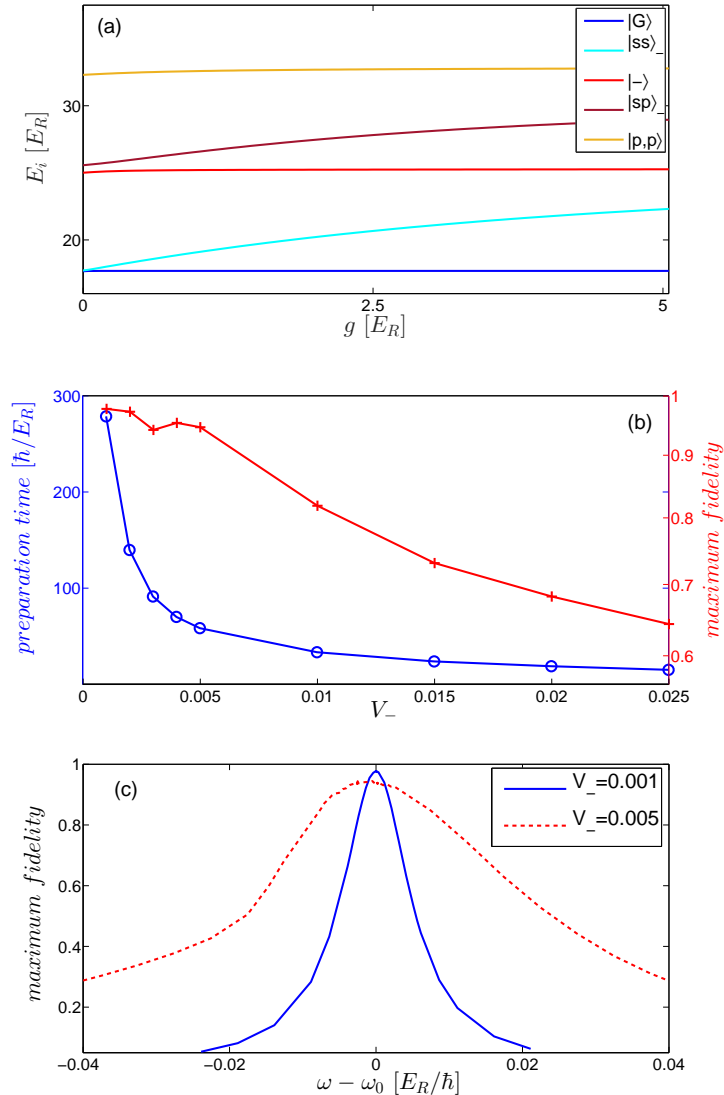 (a)
|G⟩
|ss⟩_
|−⟩
|sp⟩_
|p,p⟩
30
20
E_i [E_R]
0
2.5
5
g [E_R]
(b)
300
200
100
preparation time [ħ/E_R]
1
0.9
0.8
0.7
0.6
maximum fidelity
0
0.005
0.01
0.015
0.02
0.025
V_−
(c)
V_=0.001
V_=0.005
1
0.8
0.6
0.4
0.2
maximum fidelity
−0.04
−0.02
0
0.02
0.04
ω − ω_0 [E_R/ħ]